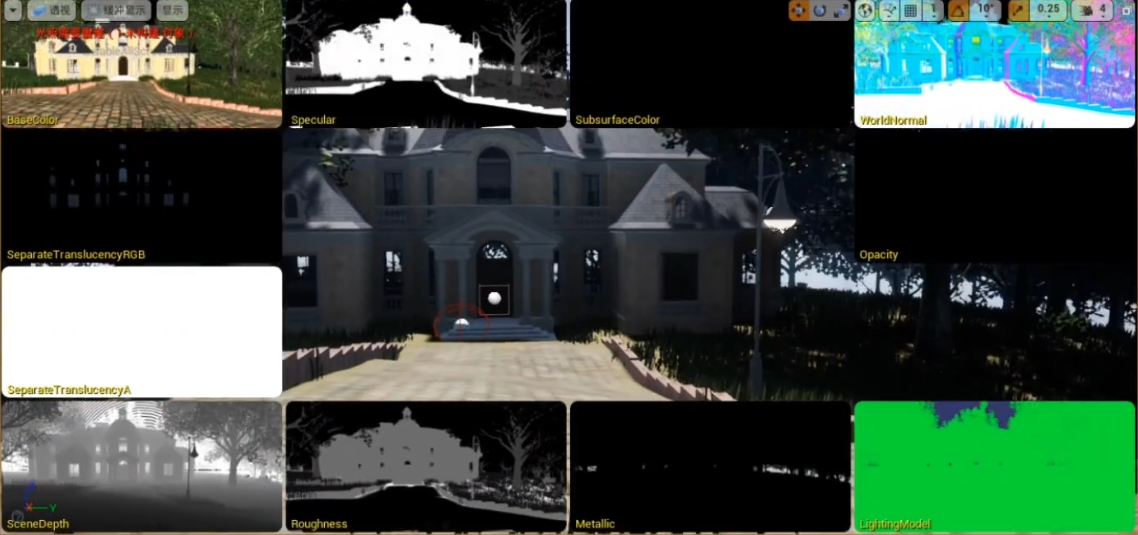 透视
缓冲显示
显示
1
10°
0.25
4
BaseColor
Specular
SubsurfaceColor
WorldNormal
SeparateTranslucencyRGB
Opacity
SeparateTranslucencyA
Y
SceneDepth
Roughness
Metallic
LightingModel